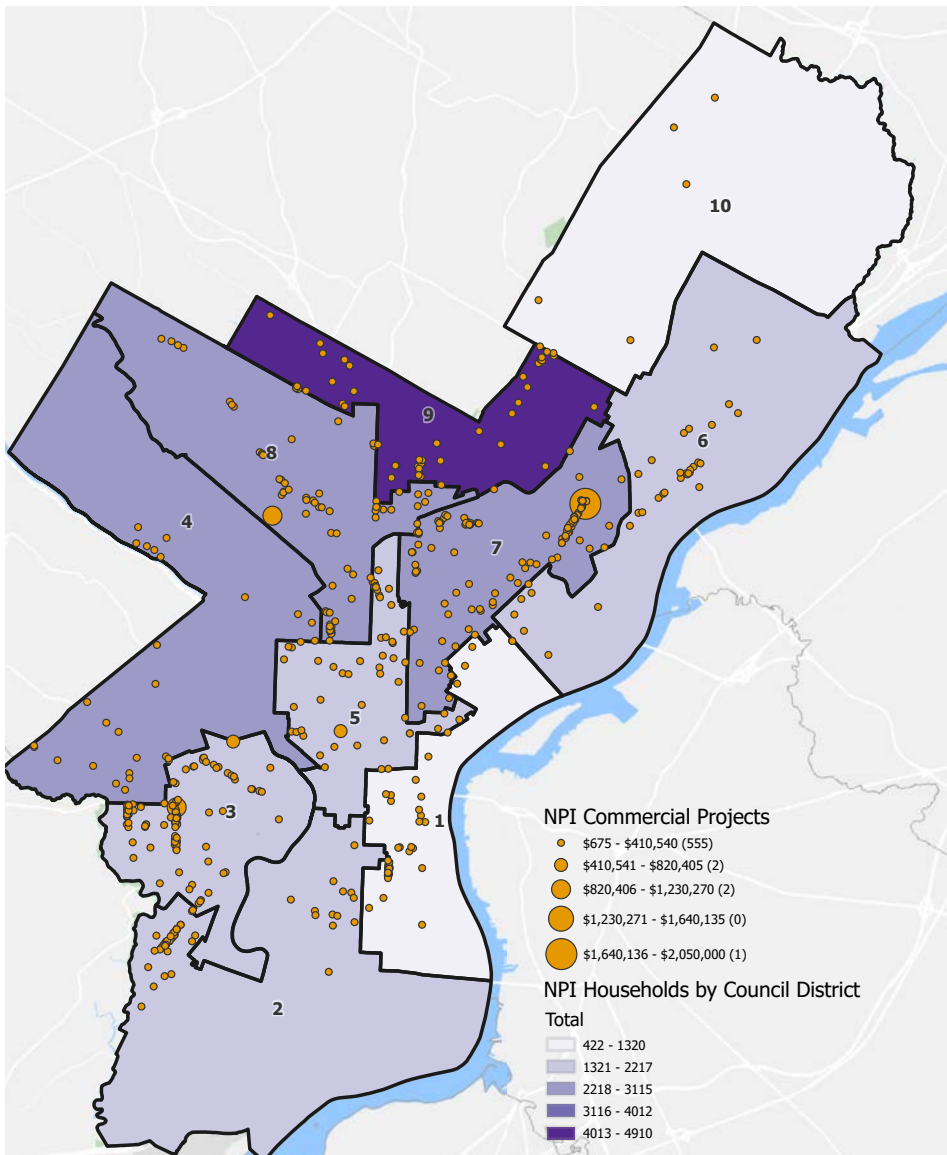 10
9
6
8
4
7
5
3
1
2
NPI Commercial Projects
$675 - $410,540 (555)
$410,541 - $820,405 (2)
$820,406 - $1,230,270 (2)
$1,230,271 - $1,640,135 (0)
$1,640,136 - $2,050,000 (1)
NPI Households by Council District
Total
422 - 1320
1321 - 2217
2218 - 3115
3116 - 4012
4013 - 4910